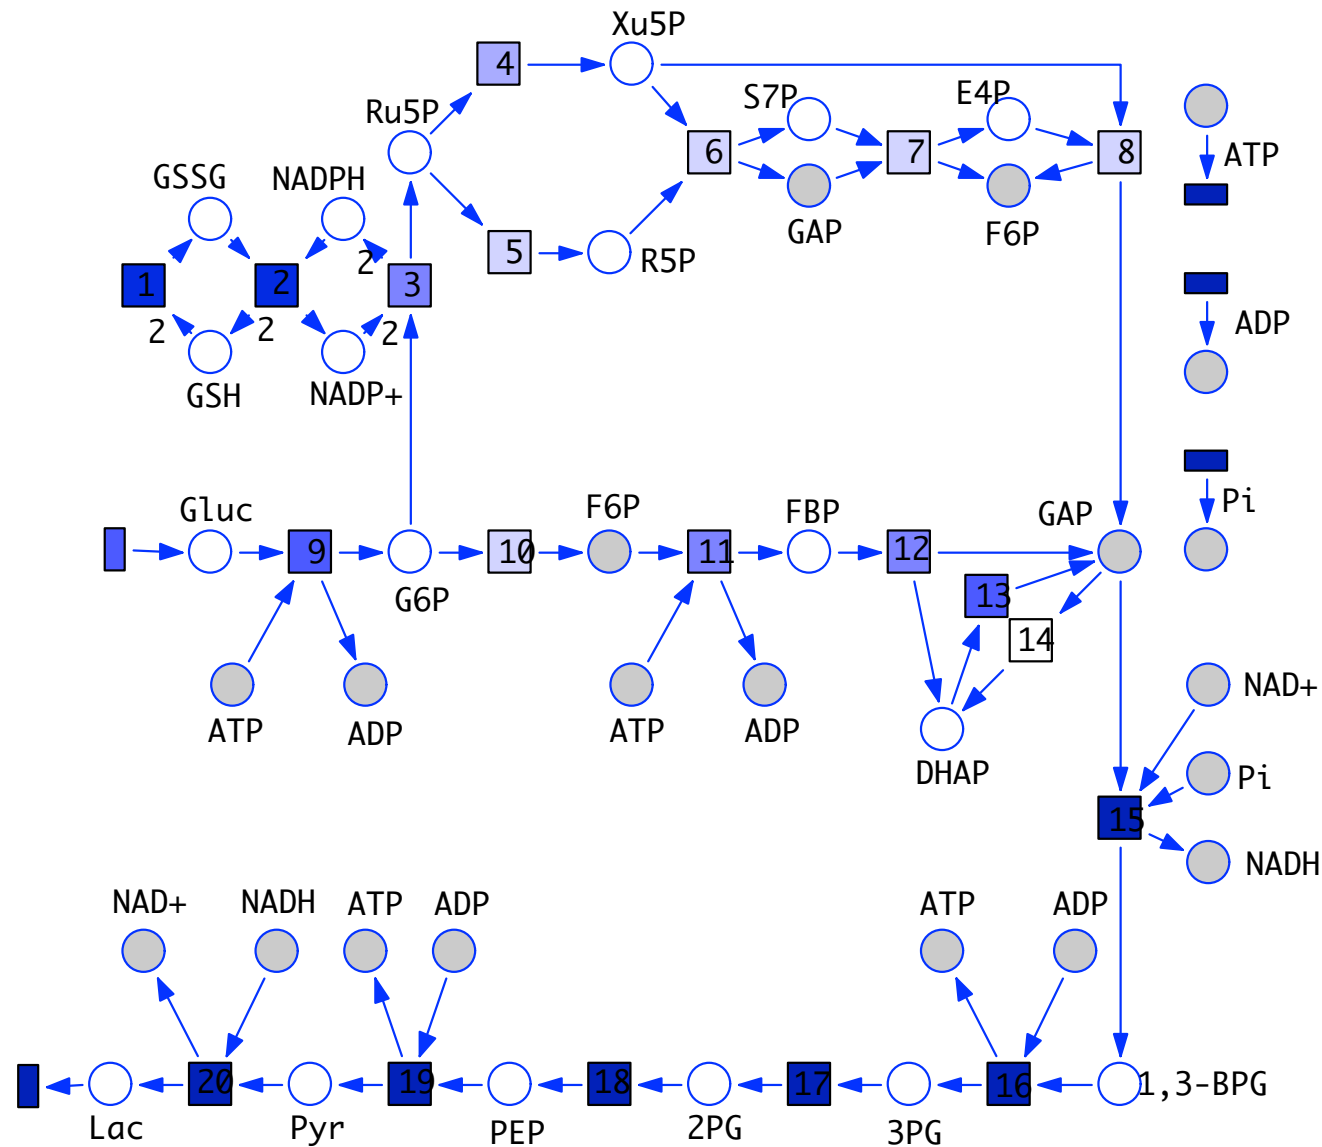 Xu5P
4
S7P
E4P
Ru5P
6
7
8
ATP
GSSG
NADPH
GAP
F6P
5
R5P
2
1
2
3
2
2
2
ADP
GSH
NADP+
Gluc
F6P
FBP
GAP
Pi
9
10
11
12
G6P
13
14
ATP
ADP
ATP
ADP
DHAP
NAD+
Pi
15
NADH
NAD+
NADH
ATP
ADP
ATP
ADP
20
19
18
17
16
1,3-BPG
Lac
Pyr
PEP
2PG
3PG